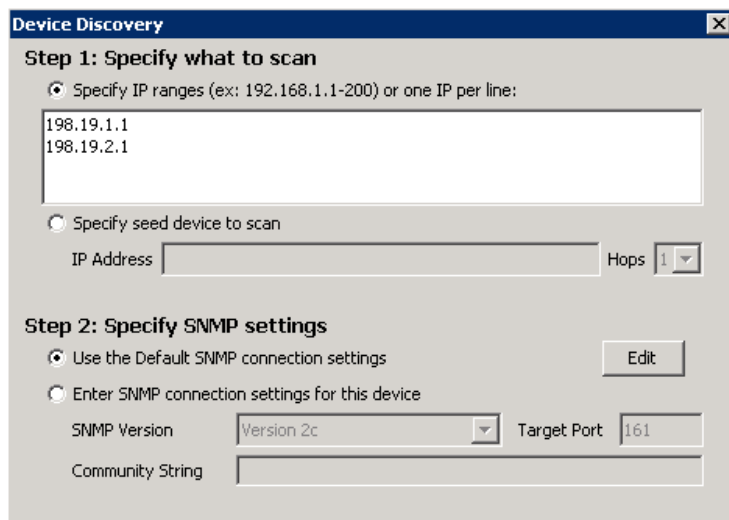 Device Discovery
Step 1: Specify what to scan
Specify IP ranges (ex: 192.168.1.1-200) or one IP per line:
198.19.1.1
198.19.2.1
Specify seed device to scan
IP Address Hops 1
Step 2: Specify SNMP settings
Use the Default SNMP connection settings Edit
Enter SNMP connection settings for this device
SNMP Version Version 2c Target Port 161
Community String